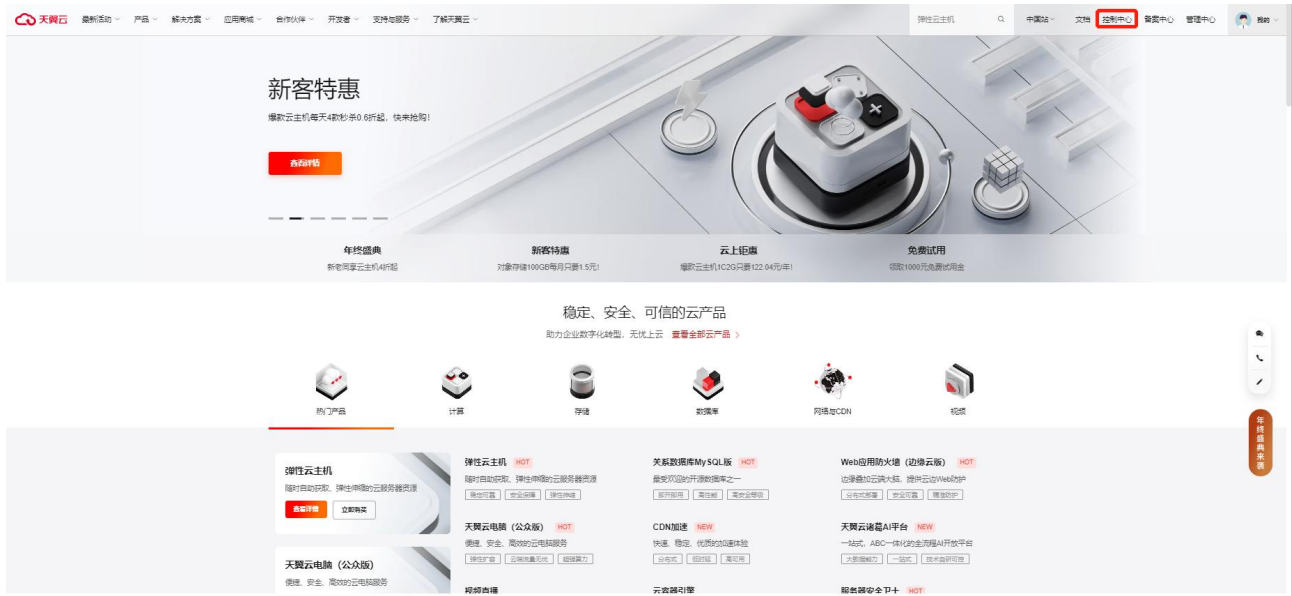 天翼云 最新活动 产品 解决方案 应用商城 合作伙伴 开发者 支持与服务 了解天翼云 弹性云主机 中国站 文档 控制中心 备案中心 管理中心 我的
新客特惠
爆款云主机每天4款秒杀0.6折起，快来抢购!
查看详情
年终盛典 新客特惠 云上钜惠 免费试用
新老同享云主机4折起 对象存储100GB每月只要1.5元! 爆款云主机1C2G只要122.04元/年! 领取1000元免费试用金
稳定、安全、可信的云产品
助力企业数字化转型，无忧上云 查看全部云产品 >
热门产品 计算 存储 数据库 网络与CDN 视频
年终盛典来袭
弹性云主机
随时自助获取、弹性伸缩的云服务器资源
查看详情 立即购买
天翼云电脑（公众版）
便捷、安全、高效的云电脑服务
弹性云主机 HOT
随时自助获取、弹性伸缩的云服务器资源
稳定可靠 安全保障 弹性伸缩
关系数据库MySQL版 HOT
最受欢迎的开源数据库之一
即开即用 高性能 高安全等级
Web应用防火墙（边缘云版） HOT
边缘叠加云端大脑，提供云边Web防护
分布式部署 安全可靠 精准防护
天翼云电脑（公众版） HOT
便捷、安全、高效的云电脑服务
弹性扩容 云端流量无忧 超强算力
CDN加速 NEW
快速、稳定、优质的加速体验
分布式 低时延 高可用
天翼云诸葛AI平台 NEW
一站式、ABC一体化的全流程AI开放平台
大数据能力 一站式 技术自研可控
视频直播
云容器引擎
服务器安全卫士 HOT